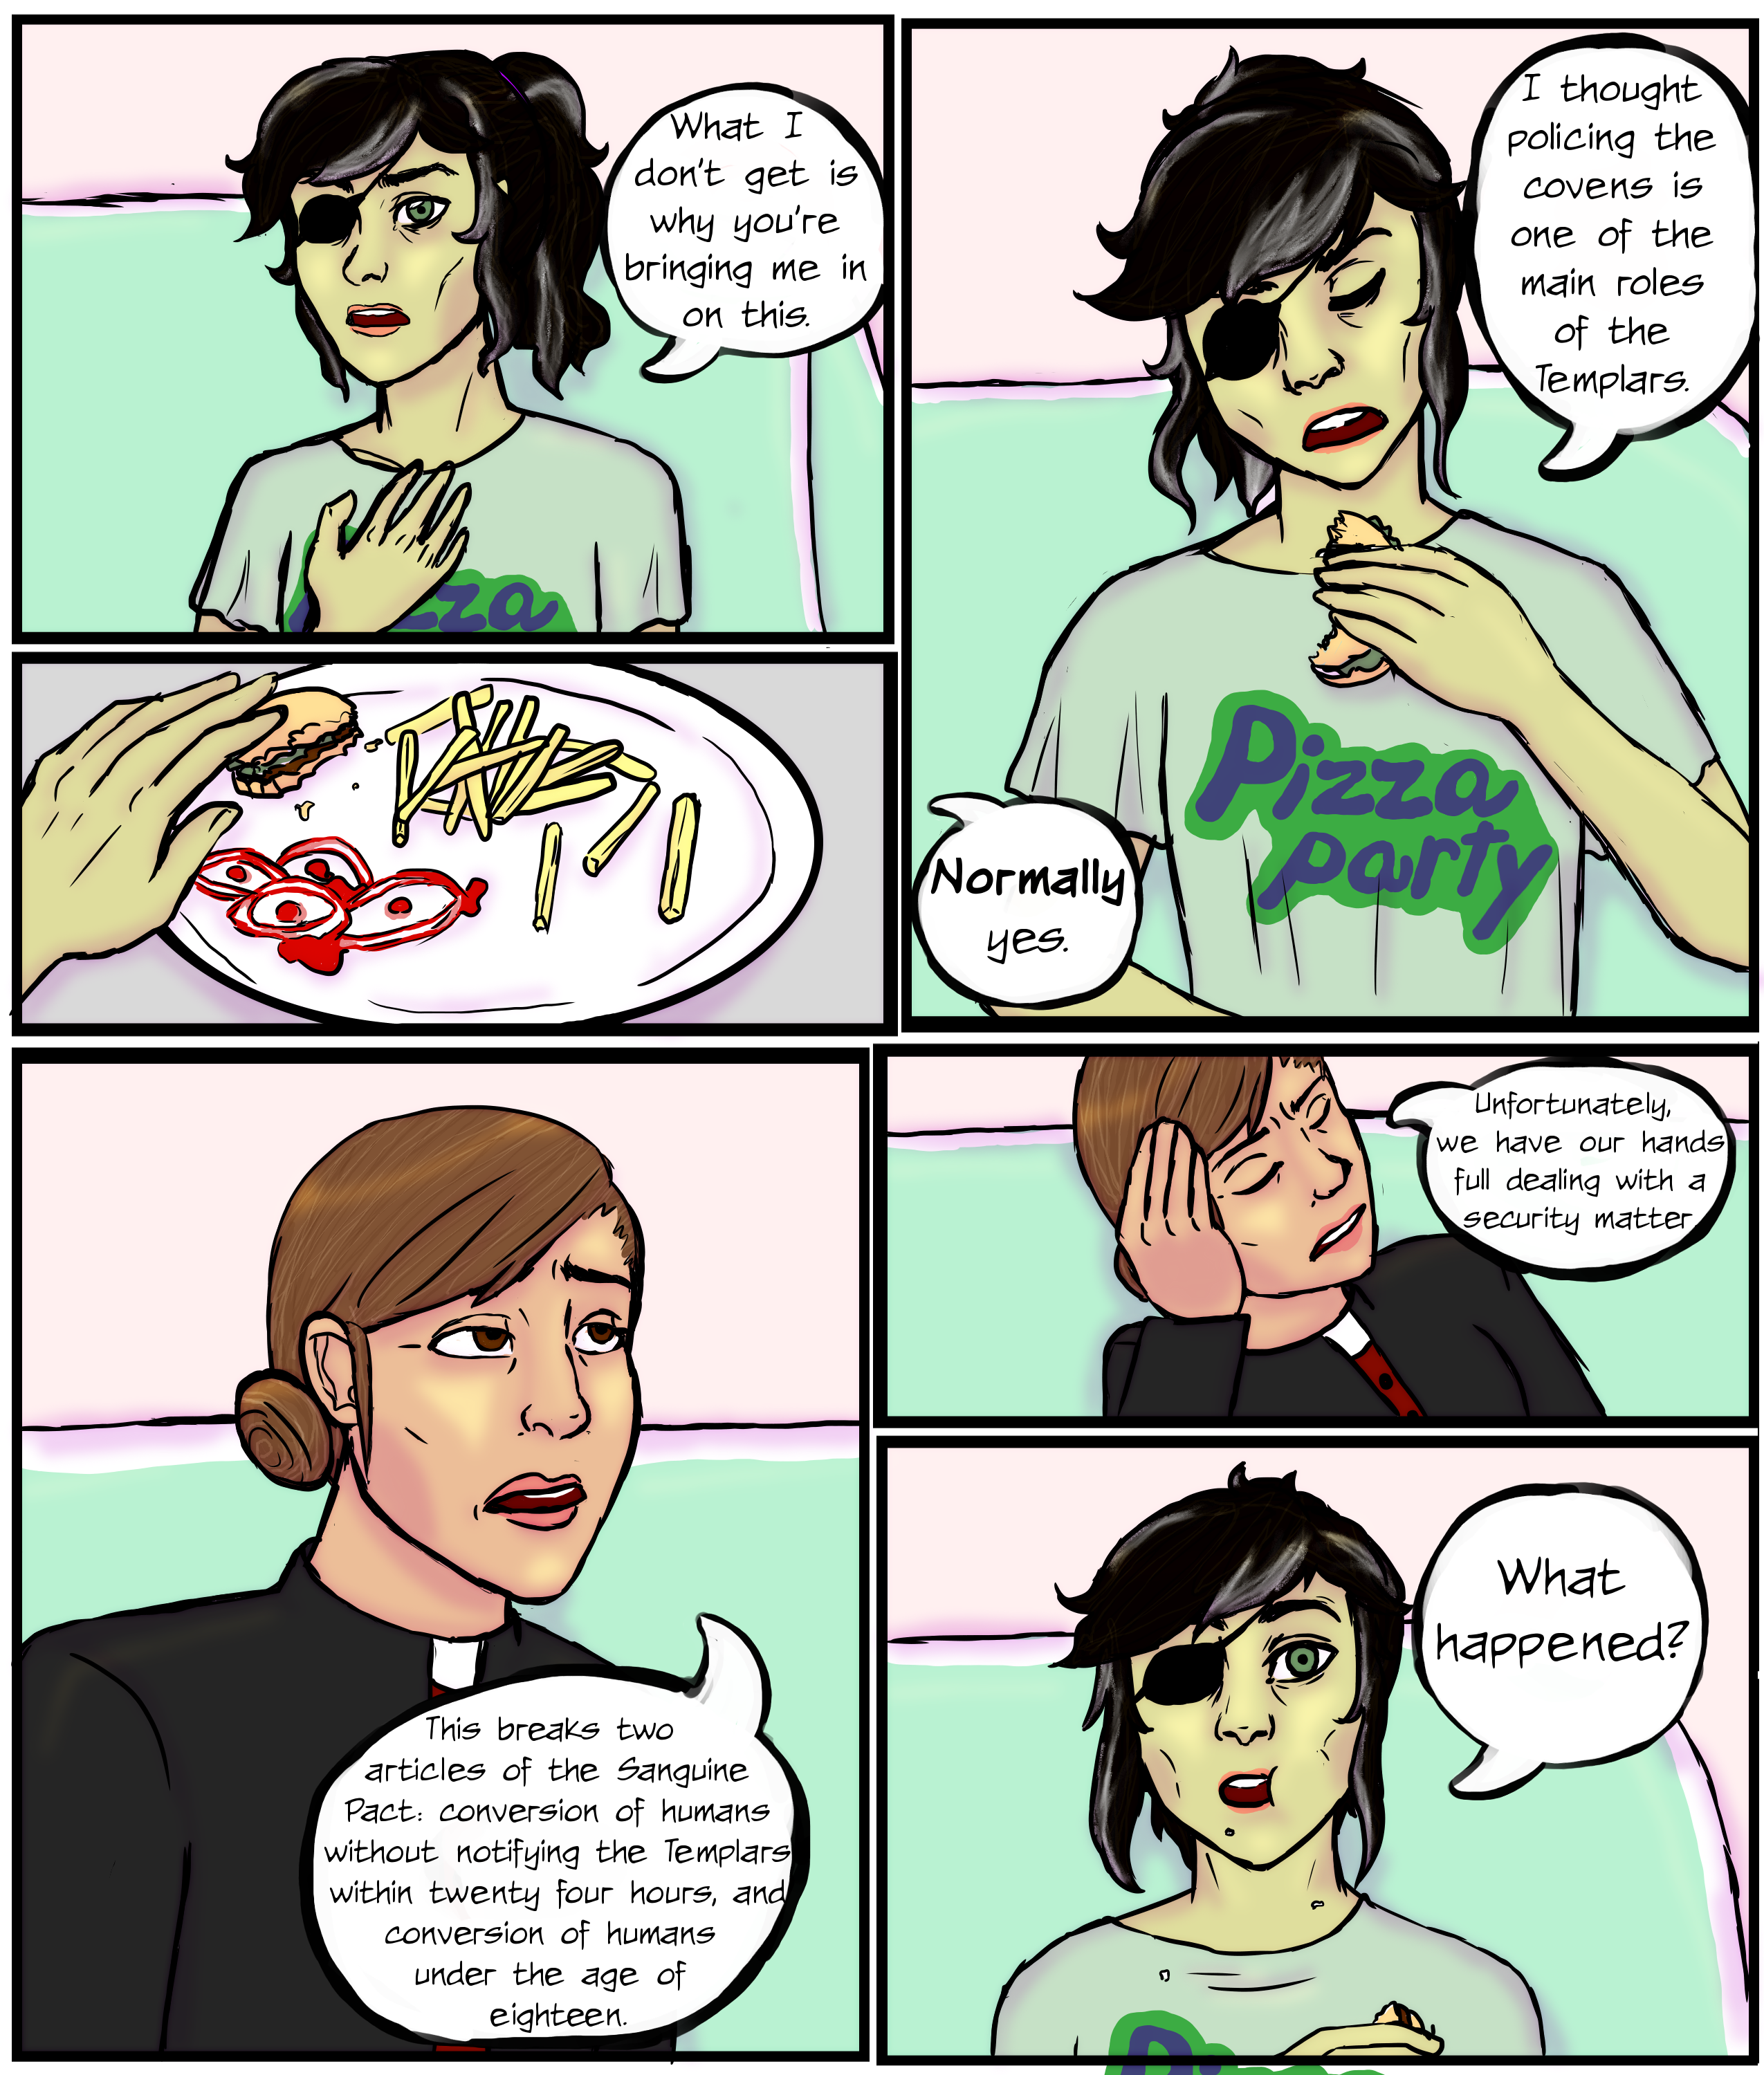 What I
don't get is
why you're
bringing me in
on this.
zza
I thought
policing the
covens is
one of the
main roles
of the
Templars.
Pizza
party
Normally
yes.
This breaks two
articles of the Sanguine
Pact: conversion of humans
without notifying the Templars
within twenty four hours, and
conversion of humans
under the age of
eighteen.
Unfortunately,
we have our hands
full dealing with a
security matter.
What
happened?